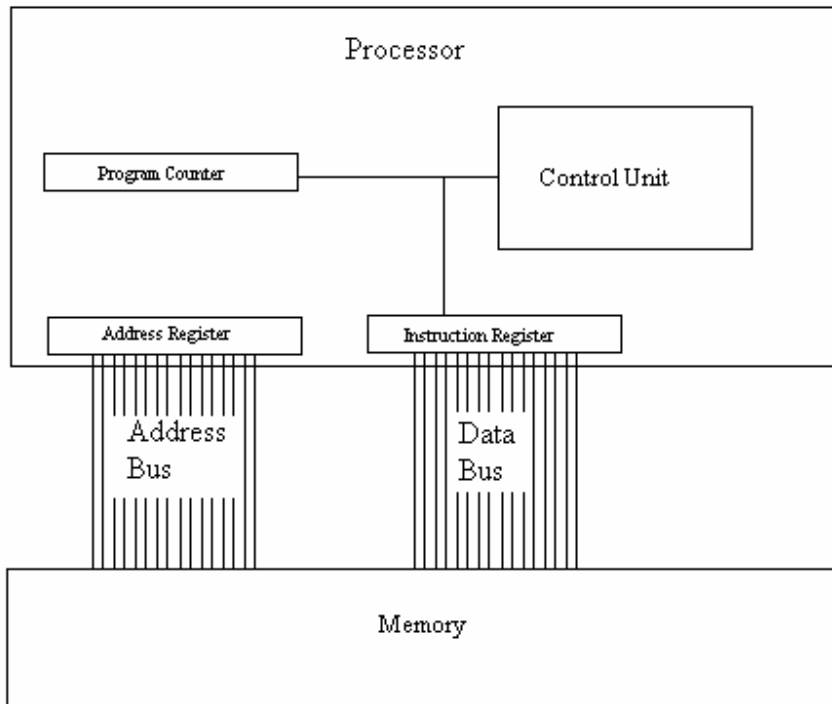 Processor
Program Counter
Control Unit
Address Register
Instruction Register
Address
Bus
Data
Bus
Memory